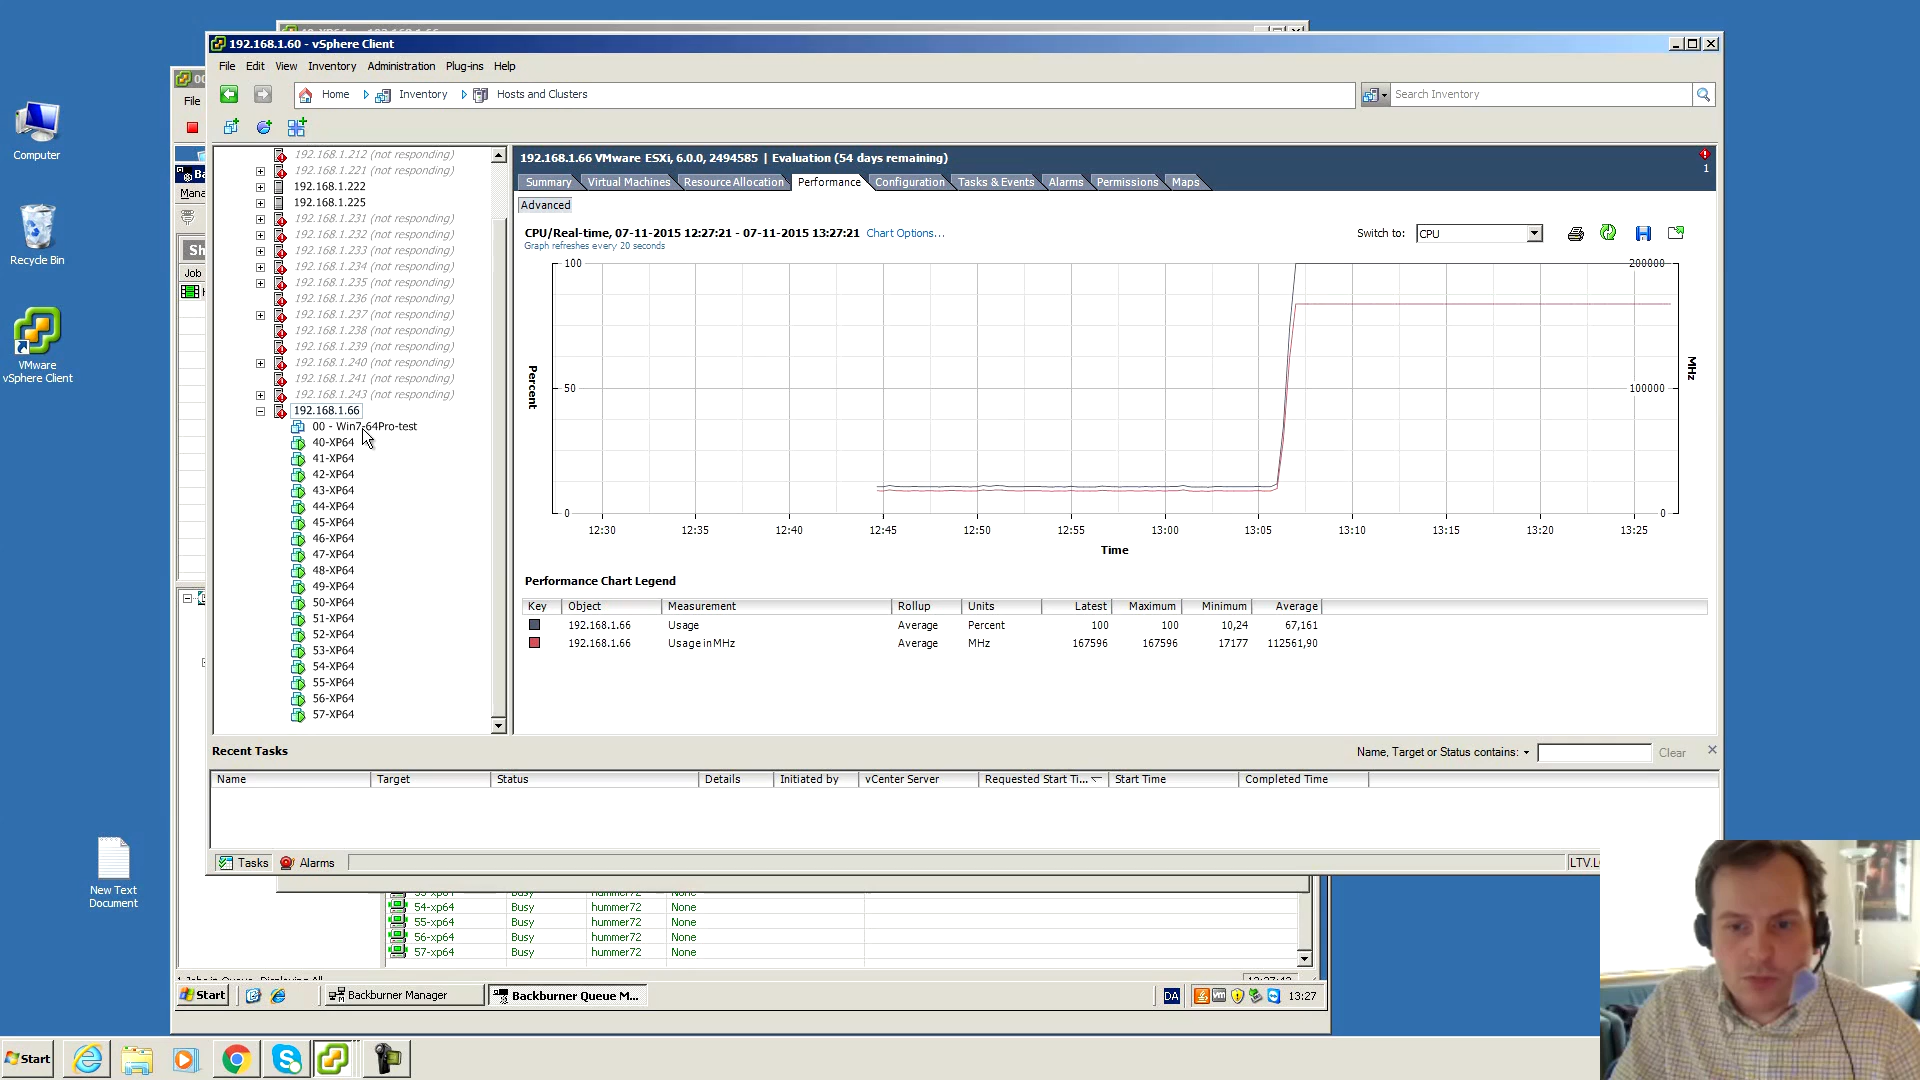 192.168.1.60 - vSphere Client
File Edit View Inventory Administration Plug-ins Help
Home Inventory Hosts and Clusters
Search Inventory
Computer
Recycle Bin
VMware
vSphere Client
New Text
Document
File
Ba
Mana
Sh
Job
192.168.1.212 (not responding)
192.168.1.221 (not responding)
192.168.1.222
192.168.1.225
192.168.1.231 (not responding)
192.168.1.232 (not responding)
192.168.1.233 (not responding)
192.168.1.234 (not responding)
192.168.1.235 (not responding)
192.168.1.236 (not responding)
192.168.1.237 (not responding)
192.168.1.238 (not responding)
192.168.1.239 (not responding)
192.168.1.240 (not responding)
192.168.1.241 (not responding)
192.168.1.243 (not responding)
192.168.1.66
00 - Win7-64Pro-test
40-XP64
41-XP64
42-XP64
43-XP64
44-XP64
45-XP64
46-XP64
47-XP64
48-XP64
49-XP64
50-XP64
51-XP64
52-XP64
53-XP64
54-XP64
55-XP64
56-XP64
57-XP64
192.168.1.66 VMware ESXi, 6.0.0, 2494585 | Evaluation (54 days remaining)
1
Summary Virtual Machines Resource Allocation Performance Configuration Tasks & Events Alarms Permissions Maps
Advanced
CPU/Real-time, 07-11-2015 12:27:21 - 07-11-2015 13:27:21 Chart Options...
Graph refreshes every 20 seconds
Switch to: CPU
100 200000
Percent 50 100000 MHz
0 0
12:30 12:35 12:40 12:45 12:50 12:55 13:00 13:05 13:10 13:15 13:20 13:25
Time
Performance Chart Legend
Key Object Measurement Rollup Units Latest Maximum Minimum Average
192.168.1.66 Usage Average Percent 100 100 10,24 67,161
192.168.1.66 Usage in MHz Average MHz 167596 167596 17177 112561,90
Recent Tasks
Name, Target or Status contains: Clear
Name Target Status Details Initiated by vCenter Server Requested Start Ti... Start Time Completed Time
Tasks Alarms
54-xp64 Busy hummer72 None
55-xp64 Busy hummer72 None
56-xp64 Busy hummer72 None
57-xp64 Busy hummer72 None
Start Backburner Manager Backburner Queue M... DA 13:27
Start